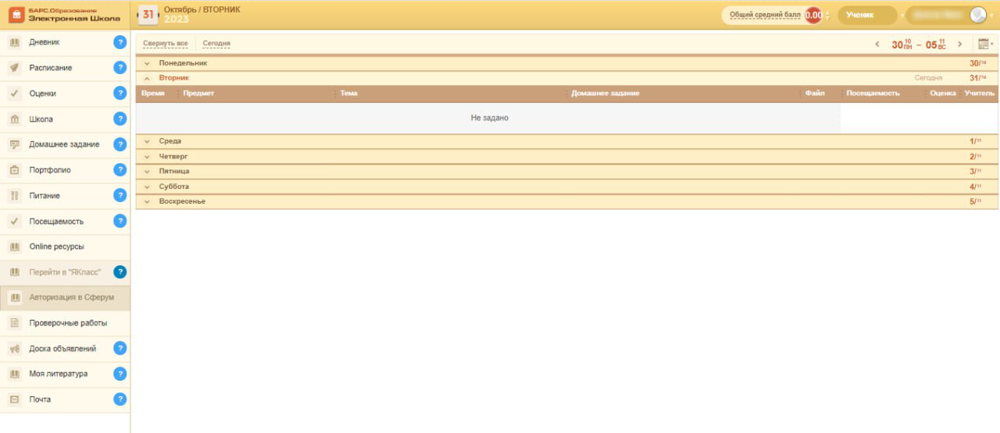 БАРС.Образование
Электронная Школа
31
Октябрь / ВТОРНИК
2023
Общий средний балл 0.00
Ученик
Дневник ?
Расписание ?
Оценки ?
Школа ?
Домашнее задание ?
Портфолио ?
Питание ?
Посещаемость ?
Online ресурсы
Перейти в "ЯКласс" ?
Авторизация в Сферум
Проверочные работы
Доска объявлений ?
Моя литература ?
Почта ?
Свернуть все Сегодня < 30 10 ПН – 05 11 ВС >
Понедельник 30/10
Вторник Сегодня 31/10
Время Предмет Тема Домашнее задание Файл Посещаемость Оценка Учитель
Не задано
Среда 1/11
Четверг 2/11
Пятница 3/11
Суббота 4/11
Воскресенье 5/11